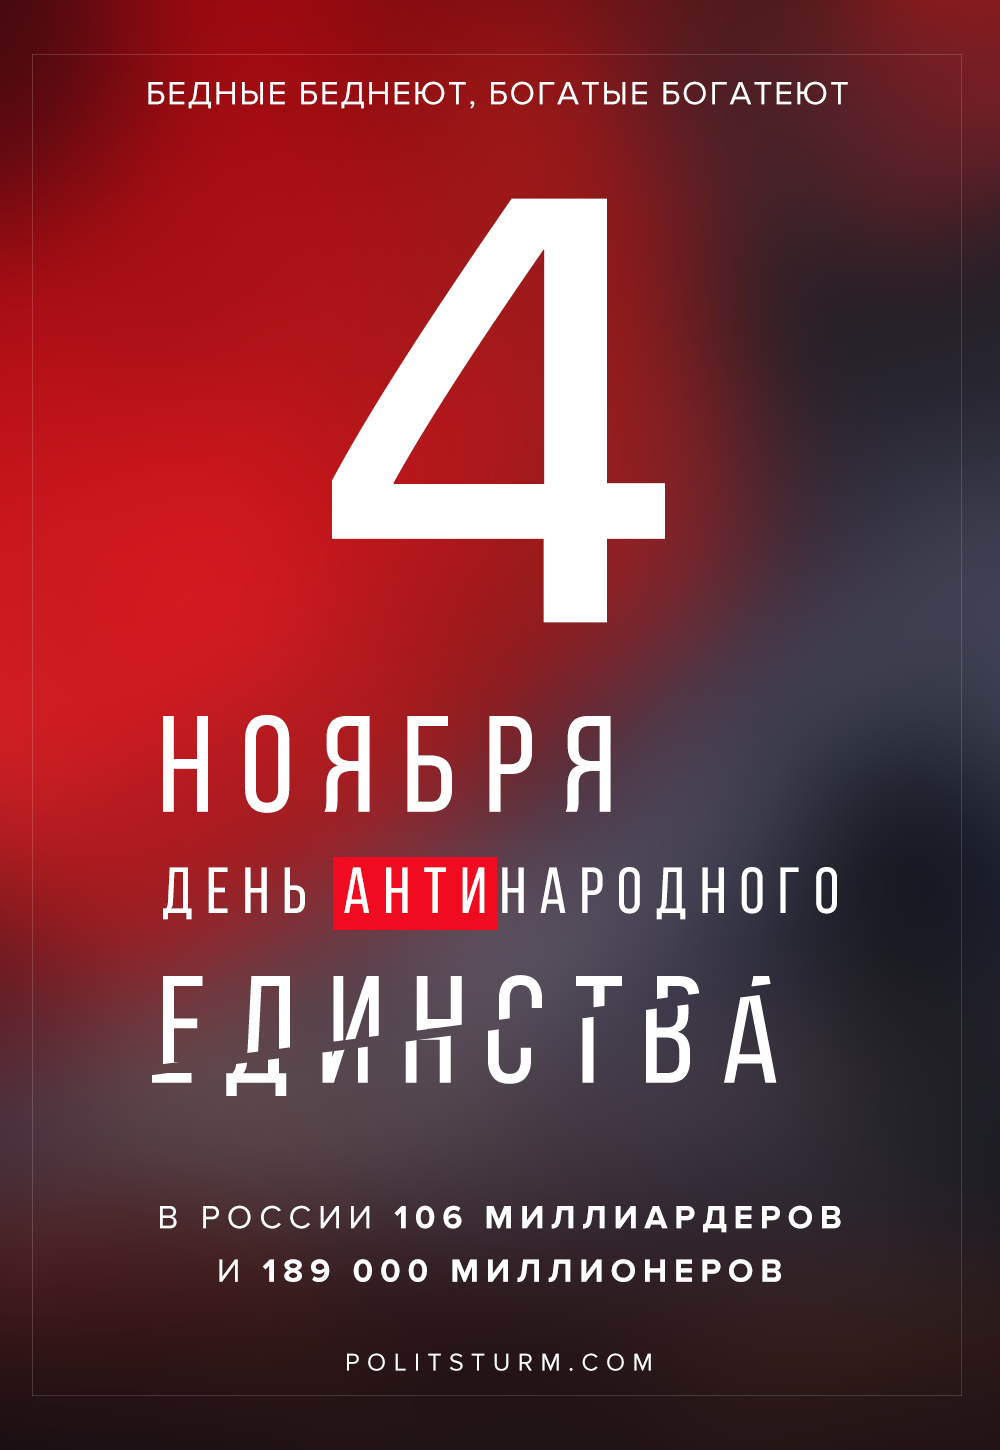 БЕДНЫЕ БЕДНЕЮТ, БОГАТЫЕ БОГАТЕЮТ
4
НОЯБРЯ
ДЕНЬ АНТИНАРОДНОГО
ЕДИНСТВА
В РОССИИ 106 МИЛЛИАРДЕРОВ
И 189 000 МИЛЛИОНЕРОВ
POLITSTURM.COM